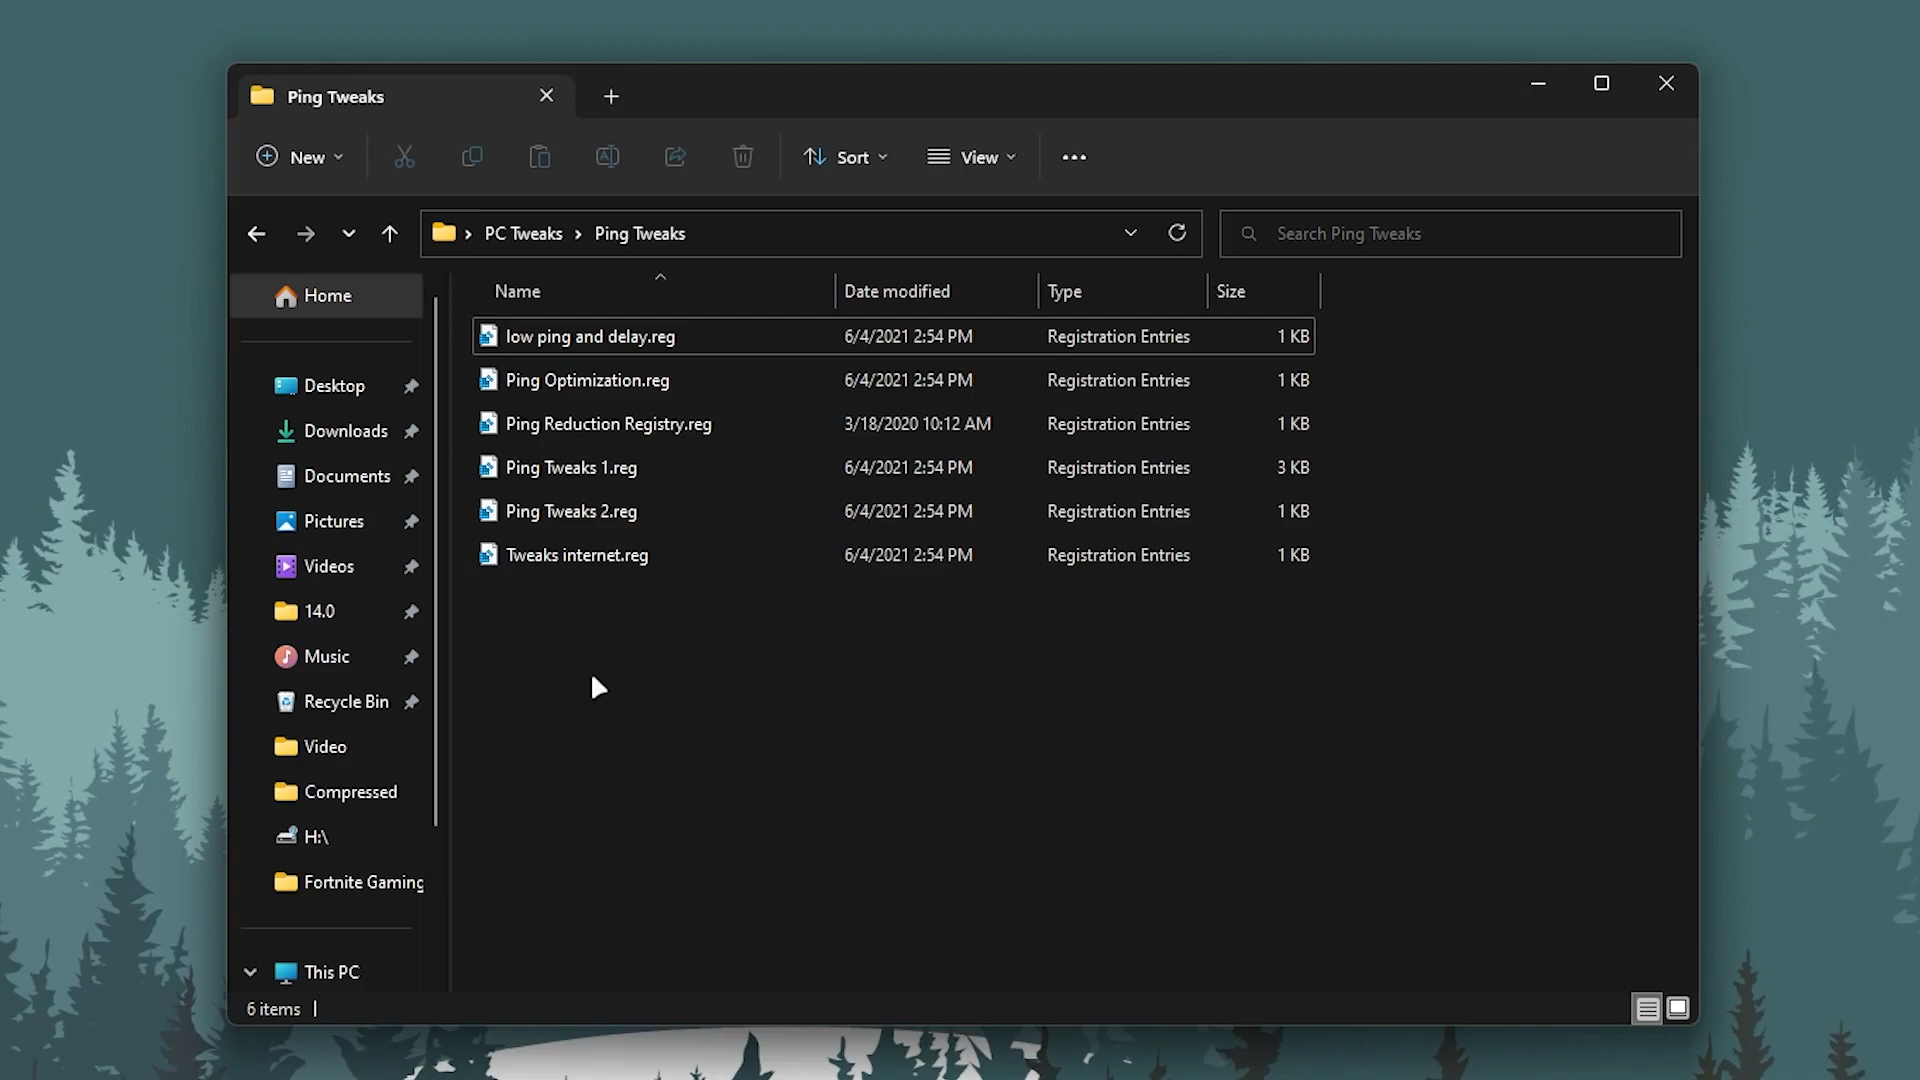 Ping Tweaks
New
Sort
View
PC Tweaks
Ping Tweaks
Search Ping Tweaks
Home
Desktop
Downloads
Documents
Pictures
Videos
14.0
Music
Recycle Bin
Video
Compressed
H:\
Fortnite Gaming
This PC
Name Date modified Type Size
low ping and delay.reg 6/4/2021 2:54 PM Registration Entries 1 KB
Ping Optimization.reg 6/4/2021 2:54 PM Registration Entries 1 KB
Ping Reduction Registry.reg 3/18/2020 10:12 AM Registration Entries 1 KB
Ping Tweaks 1.reg 6/4/2021 2:54 PM Registration Entries 3 KB
Ping Tweaks 2.reg 6/4/2021 2:54 PM Registration Entries 1 KB
Tweaks internet.reg 6/4/2021 2:54 PM Registration Entries 1 KB
6 items